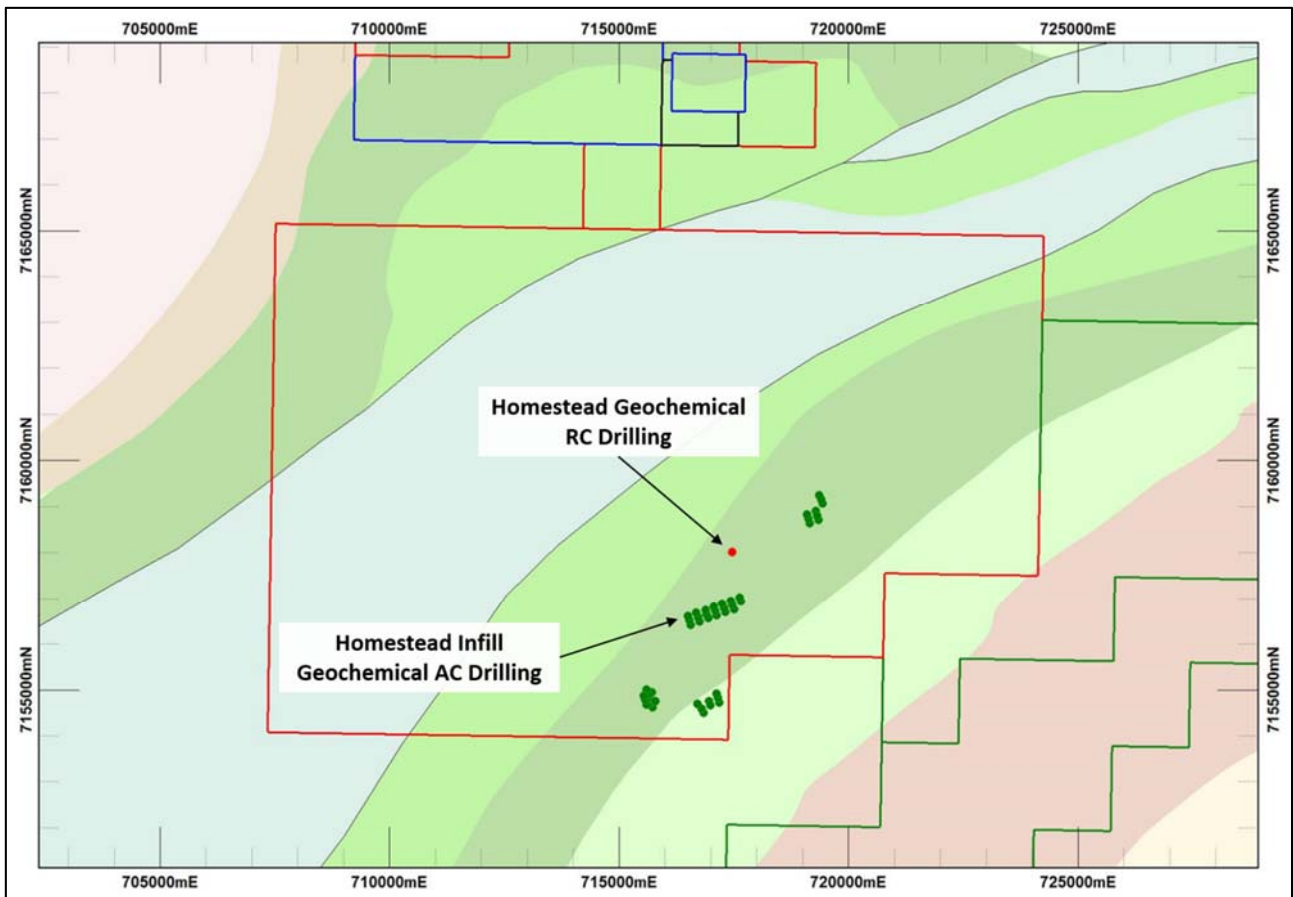 705000mE
710000mE
715000mE
720000mE
725000mE
7165000mN
7165000mN
7160000mN
7160000mN
Homestead Geochemical
RC Drilling
Homestead Infill
Geochemical AC Drilling
7155000mN
7155000mN
705000mE
710000mE
715000mE
720000mE
725000mE